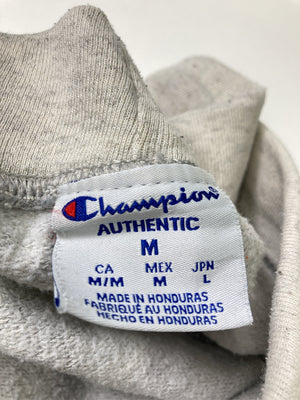 Champion
AUTHENTIC
M
CA MEX JPN
M/M M L
MADE IN HONDURAS
FABRIQUÉ AU HONDURAS
HECHO EN HONDURAS